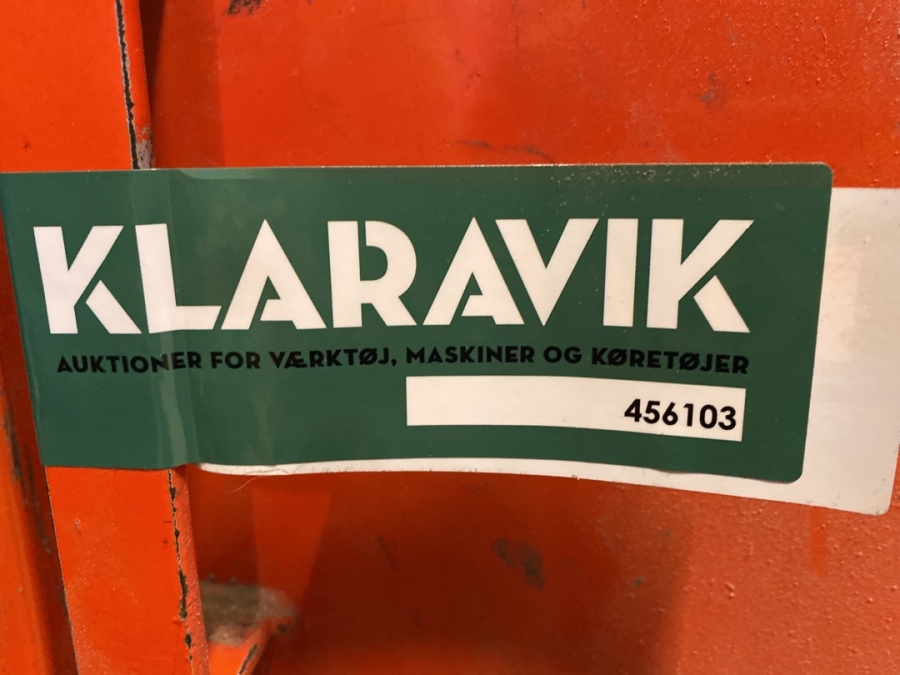 KLARAVIK
AUKTIONER FOR VÆRKTØJ, MASKINER OG KØRETØJER
456103